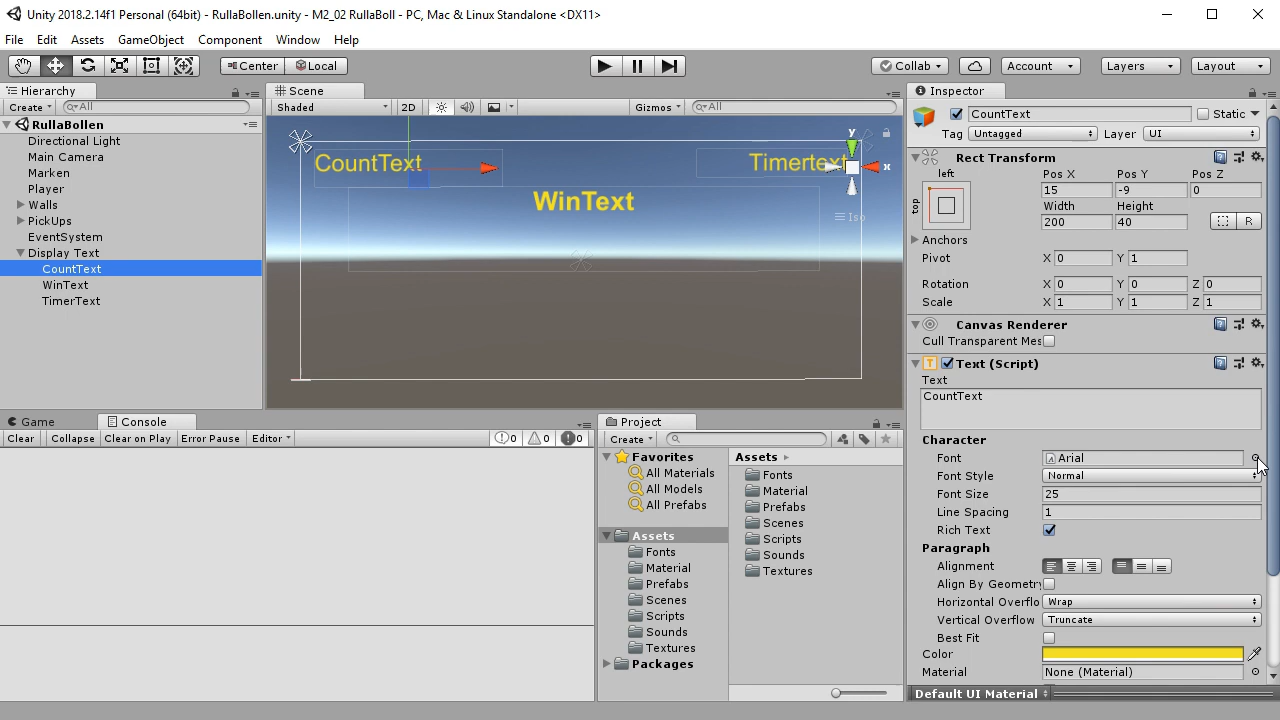 Unity 2018.2.14f1 Personal (64bit) - RullaBollen.unity - M2_02 RullaBoll - PC, Mac & Linux Standalone <DX11>
File Edit Assets GameObject Component Window Help
Center Local Collab Account Layers Layout
Hierarchy
Create All
RullaBollen
Directional Light
Main Camera
Marken
Player
Walls
PickUps
EventSystem
Display Text
CountText
WinText
TimerText
Scene
Shaded 2D Gizmos All
CountText
Timertext
WinText
y
x
Iso
Inspector
CountText Static
Tag Untagged Layer UI
Rect Transform
left
top
Pos X Pos Y Pos Z
15 -9 0
Width Height
200 40
R
Anchors
Pivot X 0 Y 1
Rotation X 0 Y 0 Z 0
Scale X 1 Y 1 Z 1
Canvas Renderer
Cull Transparent Mes
Text (Script)
Text
CountText
Character
Font Arial
Font Style Normal
Font Size 25
Line Spacing 1
Rich Text
Paragraph
Alignment
Align By Geometry
Horizontal Overflo Wrap
Vertical Overflow Truncate
Best Fit
Color
Material None (Material)
Default UI Material
Game Console
Clear Collapse Clear on Play Error Pause Editor 0 0 0
Project
Create
Favorites
All Materials
All Models
All Prefabs
Assets
Fonts
Material
Prefabs
Scenes
Scripts
Sounds
Textures
Packages
Assets
Fonts
Material
Prefabs
Scenes
Scripts
Sounds
Textures